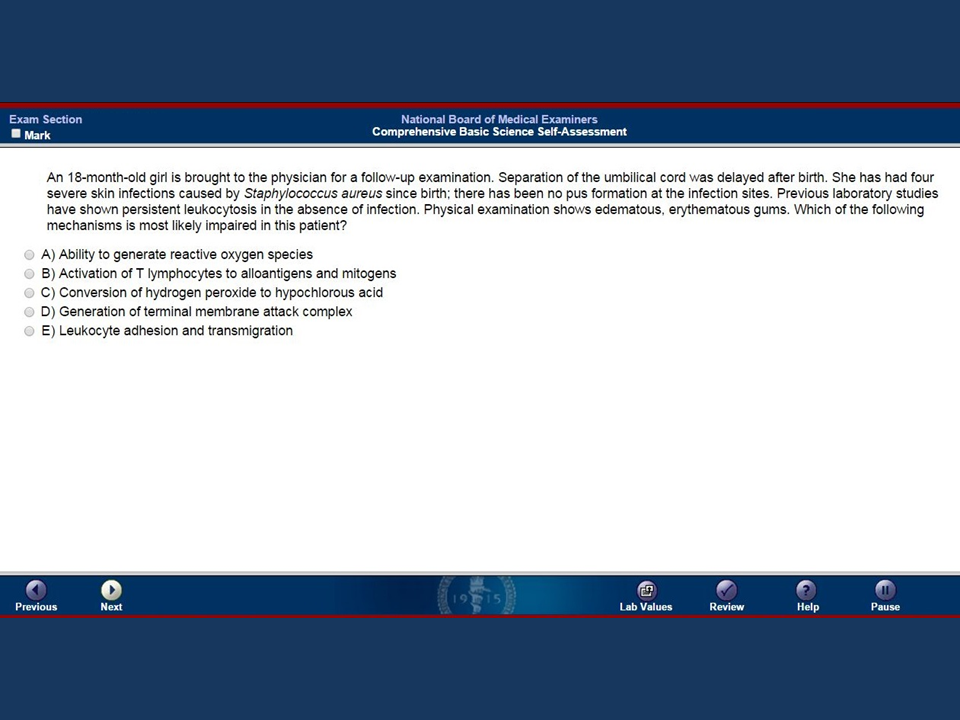 Exam Section
National Board of Medical Examiners
Mark
Comprehensive Basic Science Self-Assessment
An 18-month-old girl is brought to the physician for a follow-up examination. Separation of the umbilical cord was delayed after birth. She has had four
severe skin infections caused by Staphylococcus aureus since birth; there has been no pus formation at the infection sites. Previous laboratory studies
have shown persistent leukocytosis in the absence of infection. Physical examination shows edematous, erythematous gums. Which of the following
mechanisms is most likely impaired in this patient?
A) Ability to generate reactive oxygen species
B) Activation of T lymphocytes to alloantigens and mitogens
C) Conversion of hydrogen peroxide to hypochlorous acid
D) Generation of terminal membrane attack complex
E) Leukocyte adhesion and transmigration
1915
Previous
Next
Lab Values
Review
Help
Pause